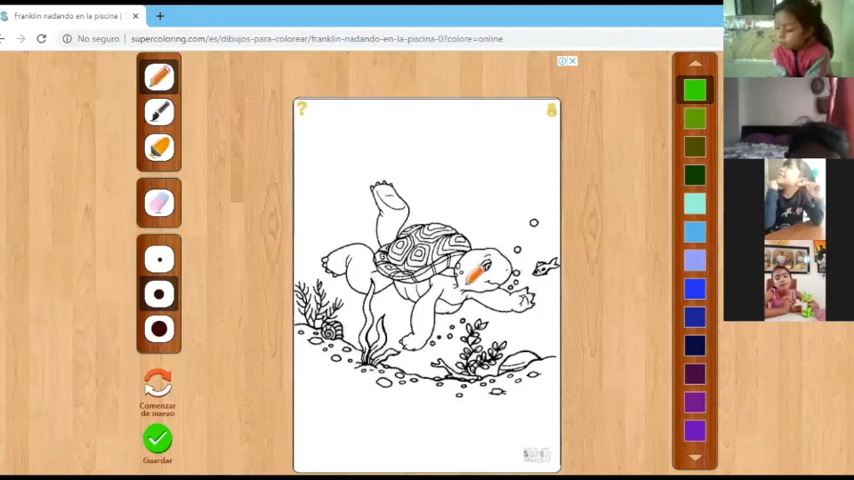 Franklin nadando en la piscina |
No seguro | supercoloring.com/es/dibujos-para-colorear/franklin-nadando-en-la-piscina-0?colore=online
?
Comenzar
de nuevo
Guardar
SUPER